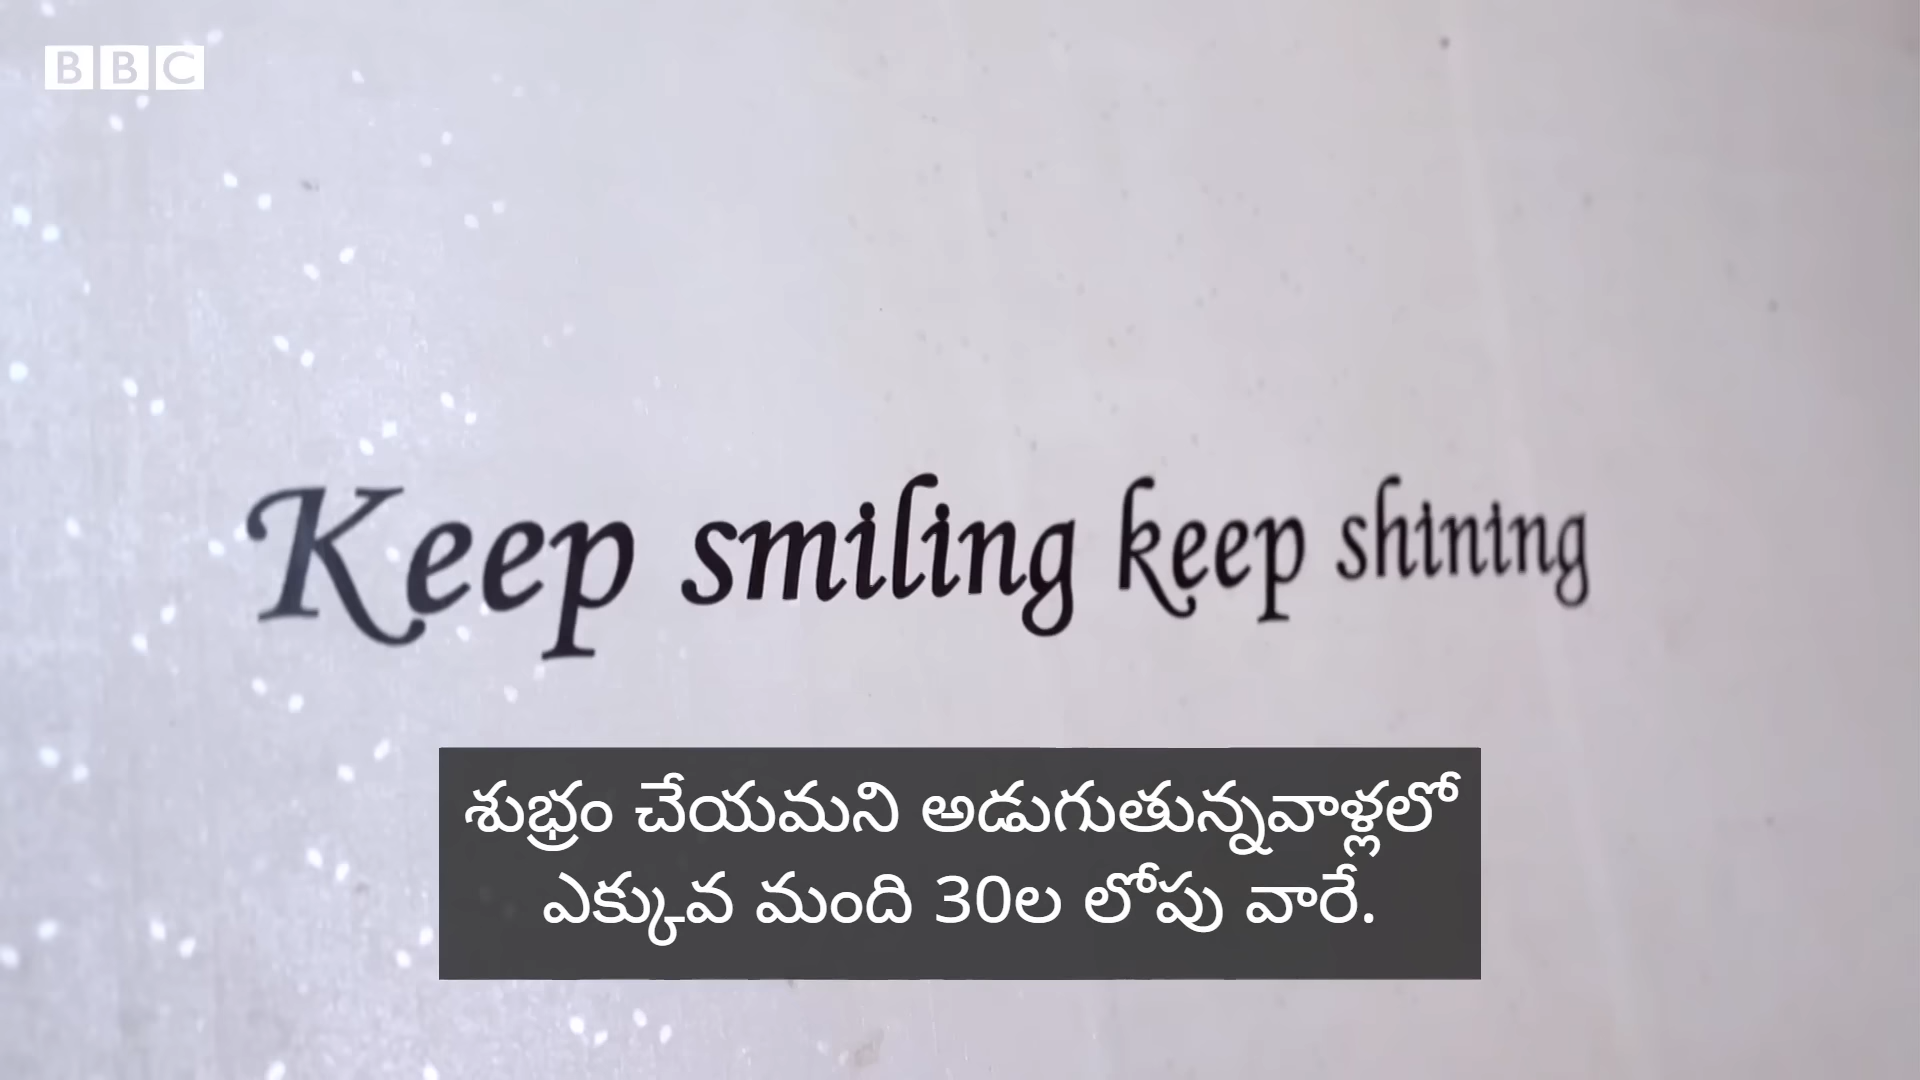 BBC
Keep smiling keep shining
శుభ్రం చేయమని అడుగుతున్నవాళ్లలో
ఎక్కువ మంది 30ల లోపు వారే.